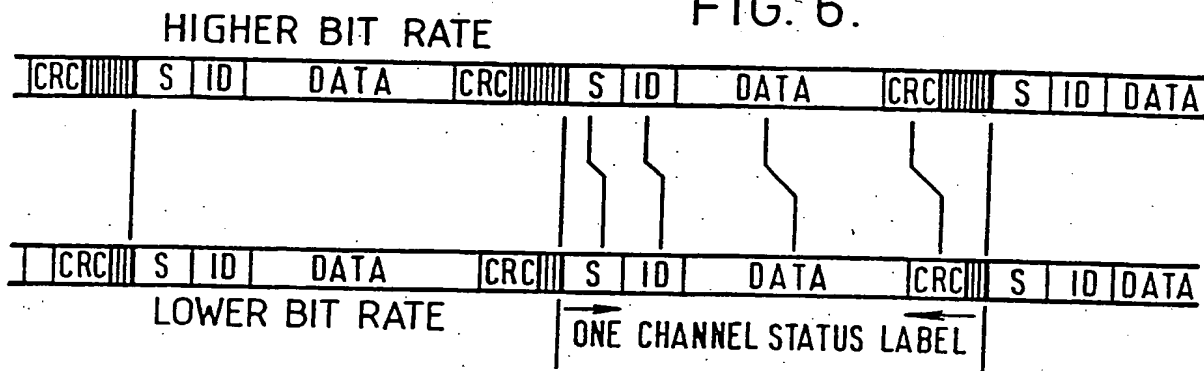 FIG. 6.
HIGHER BIT RATE
CRC S ID DATA CRC S ID DATA CRC S ID DATA
CRC S ID DATA CRC S ID DATA CRC S ID DATA
LOWER BIT RATE
ONE CHANNEL STATUS LABEL